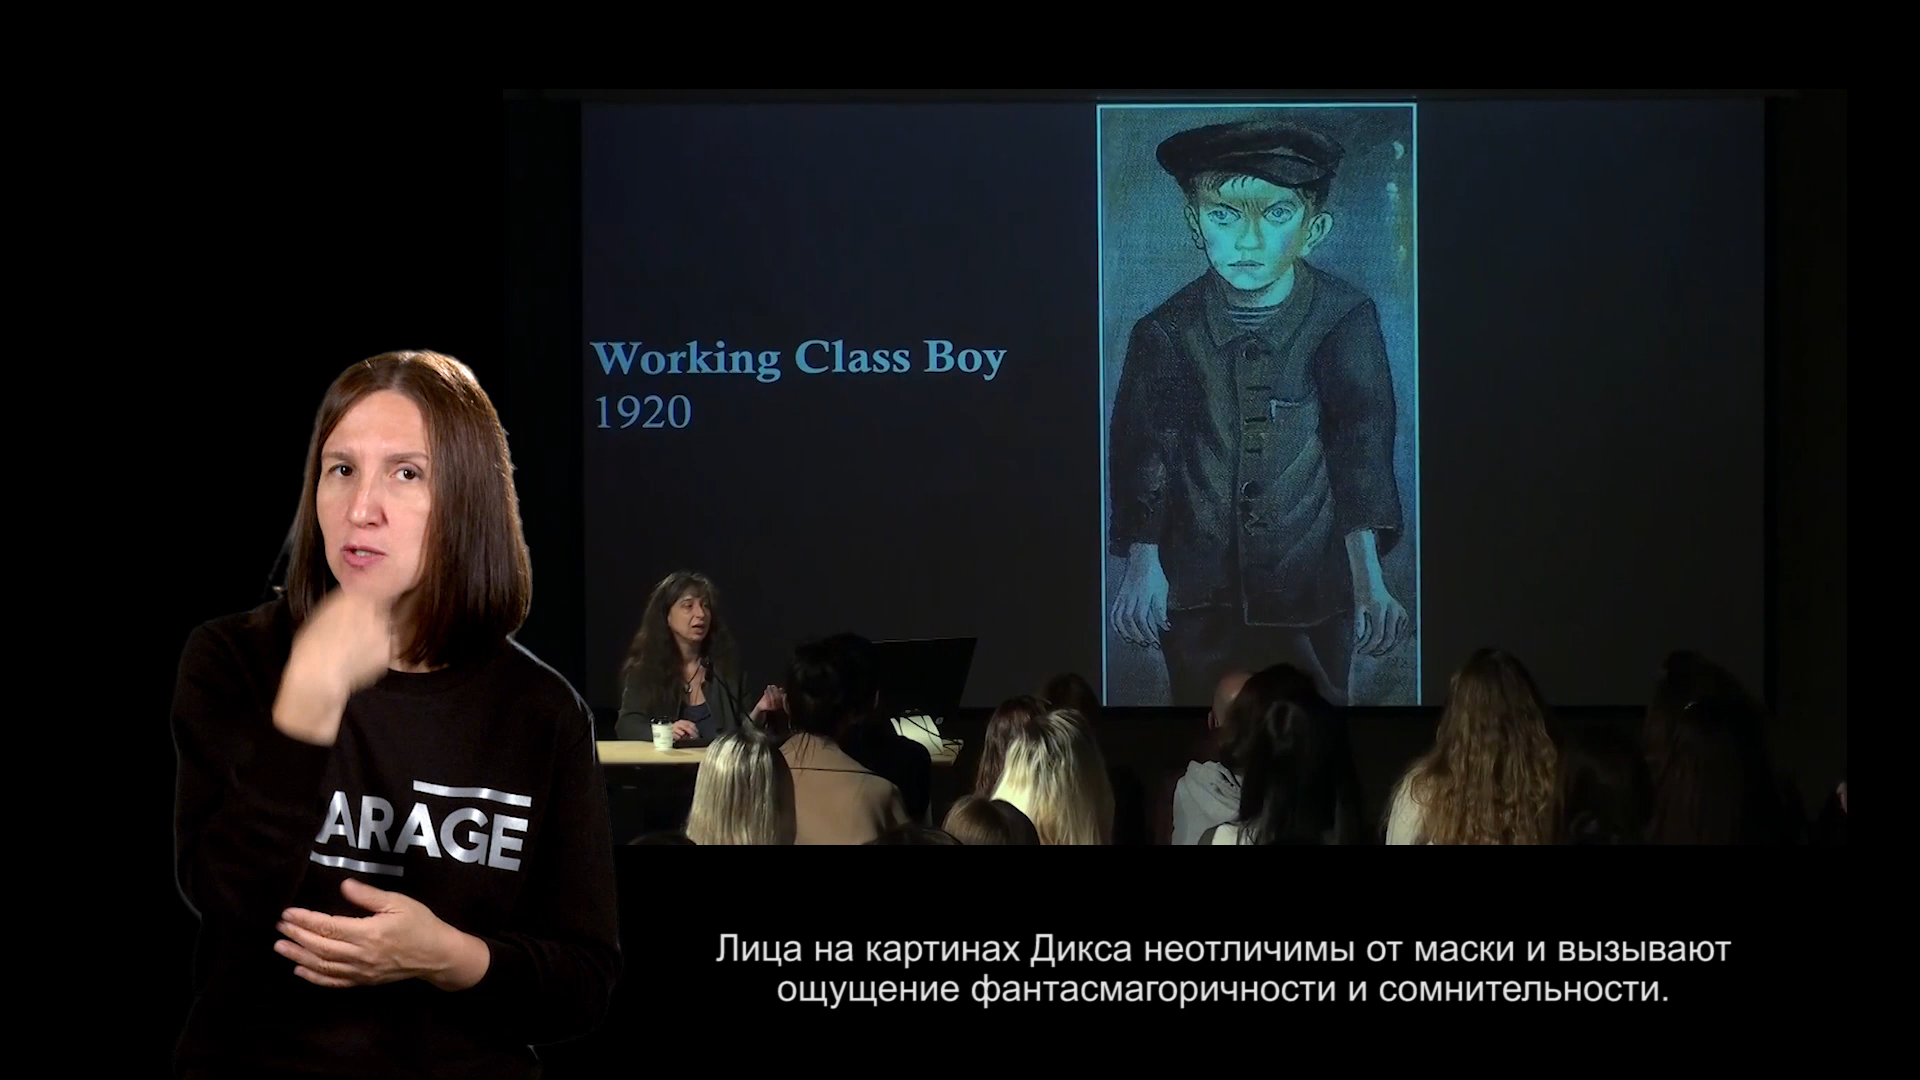 Working Class Boy
1920
ARAGE
Лица на картинах Дикса неотличимы от маски и вызывают
ощущение фантасмагоричности и сомнительности.